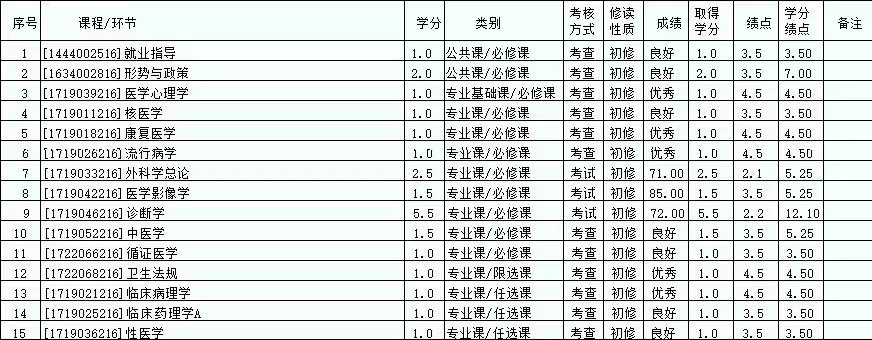 序号 课程/环节 学分 类别 考核方式 修读性质 成绩 取得学分 绩点 学分绩点 备注
1 [1444002516]就业指导 1.0 公共课/必修课 考查 初修 良好 1.0 3.5 3.50
2 [1634002816]形势与政策 2.0 公共课/必修课 考查 初修 良好 2.0 3.5 7.00
3 [1719039216]医学心理学 1.0 专业基础课/必修课 考查 初修 优秀 1.0 4.5 4.50
4 [1719011216]核医学 1.0 专业课/必修课 考查 初修 良好 1.0 3.5 3.50
5 [1719018216]康复医学 1.0 专业课/必修课 考查 初修 优秀 1.0 4.5 4.50
6 [1719026216]流行病学 1.0 专业课/必修课 考查 初修 优秀 1.0 4.5 4.50
7 [1719033216]外科学总论 2.5 专业课/必修课 考试 初修 71.00 2.5 2.1 5.25
8 [1719042216]医学影像学 1.5 专业课/必修课 考试 初修 85.00 1.5 3.5 5.25
9 [1719046216]诊断学 5.5 专业课/必修课 考试 初修 72.00 5.5 2.2 12.10
10 [1719052216]中医学 1.5 专业课/必修课 考查 初修 良好 1.5 3.5 5.25
11 [1722066216]循证医学 1.0 专业课/必修课 考查 初修 良好 1.0 3.5 3.50
12 [1722068216]卫生法规 1.0 专业课/限选课 考查 初修 优秀 1.0 4.5 4.50
13 [1719021216]临床病理学 1.0 专业课/任选课 考查 初修 优秀 1.0 4.5 4.50
14 [1719025216]临床药理学A 1.0 专业课/任选课 考查 初修 良好 1.0 3.5 3.50
15 [1719036216]性医学 1.0 专业课/任选课 考查 初修 良好 1.0 3.5 3.50